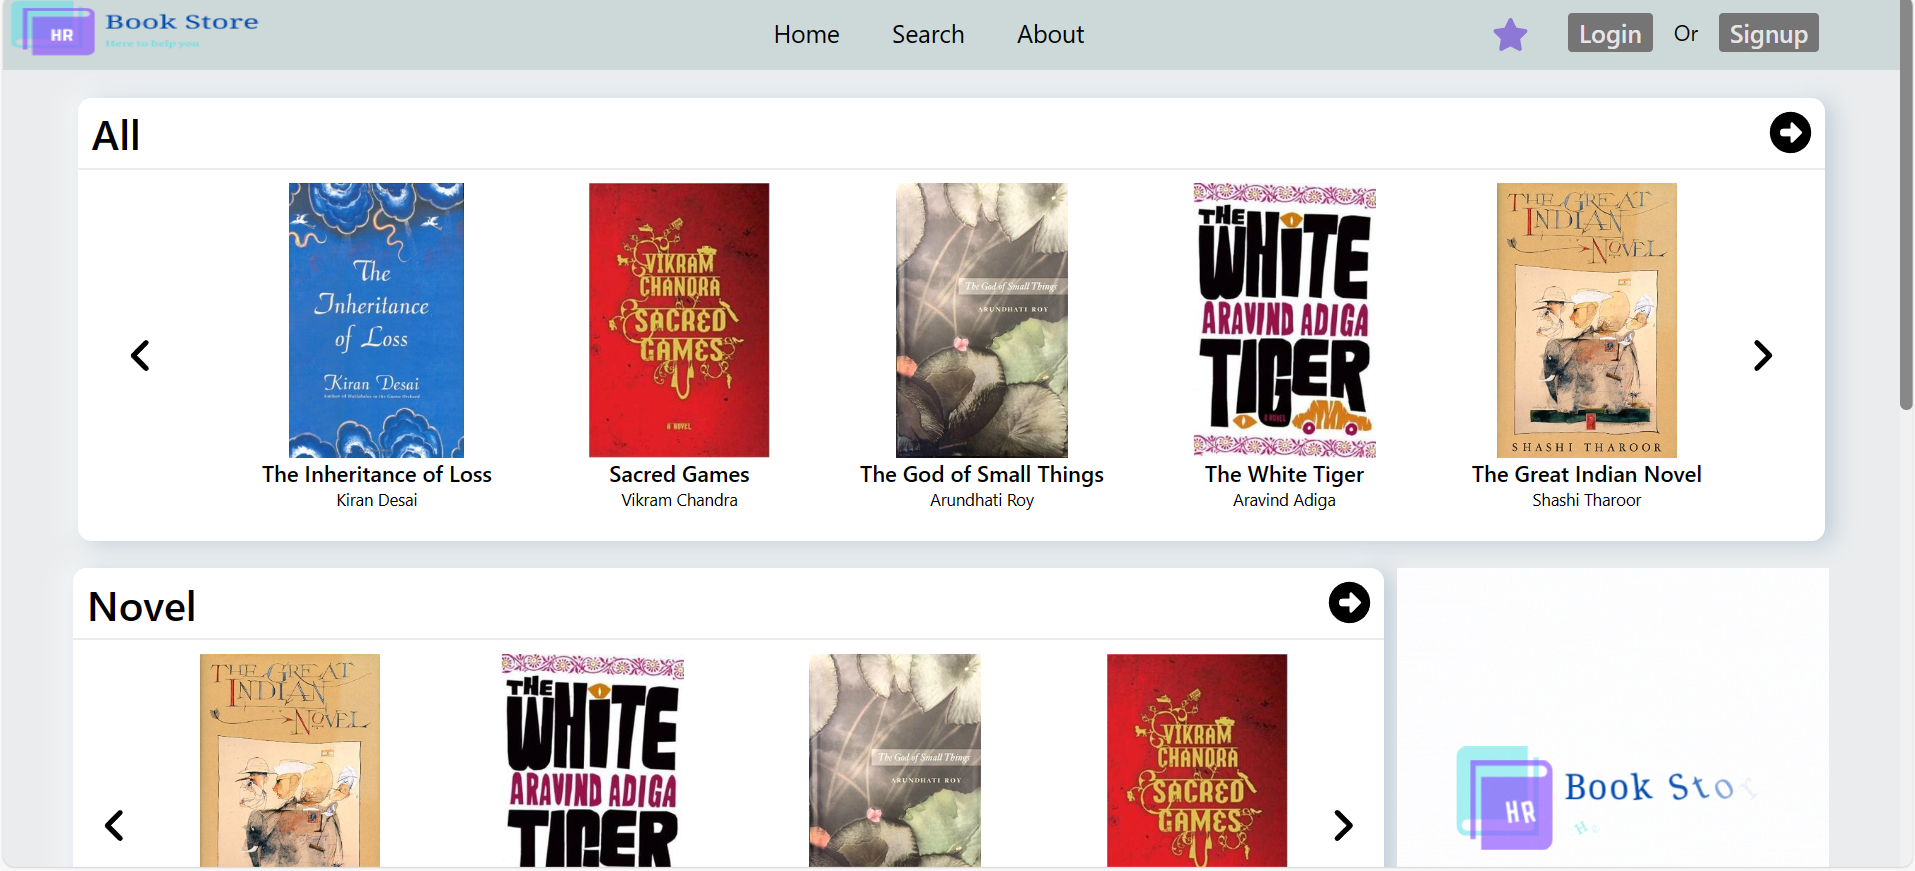 HR
Book Store
Here to help you
Home
Search
About
Login
Or
Signup
All
The
Inheritance
of Loss
Kiran Desai
VIKRAM
CHANDRA
SACRED
GAMES
A NOVEL
The God of Small Things
ARUNDHATI ROY
THE
WHITE
ARAVIND ADIGA
TIGER
A NOVEL
THE GREAT
INDIAN
NOVEL
SHASHI THAROOR
The Inheritance of Loss
Kiran Desai
Sacred Games
Vikram Chandra
The God of Small Things
Arundhati Roy
The White Tiger
Aravind Adiga
The Great Indian Novel
Shashi Tharoor
Novel
THE GREAT
INDIAN
NOVEL
THE
WHITE
ARAVIND ADIGA
TIGER
The God of Small Things
ARUNDHATI ROY
VIKRAM
CHANDRA
SACRED
GAMES
HR
Book Stor